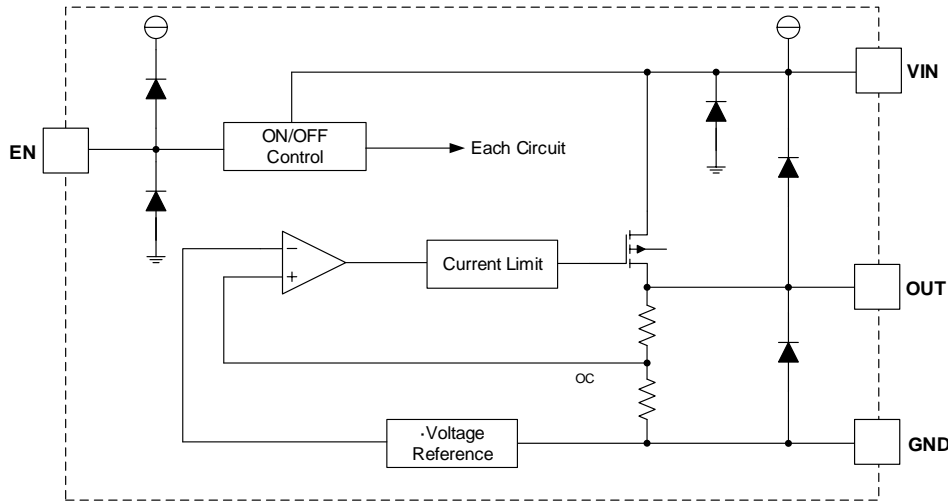 VIN
EN
ON/OFF
Control
Each Circuit
−
+
Current Limit
OUT
OC
·Voltage
Reference
GND